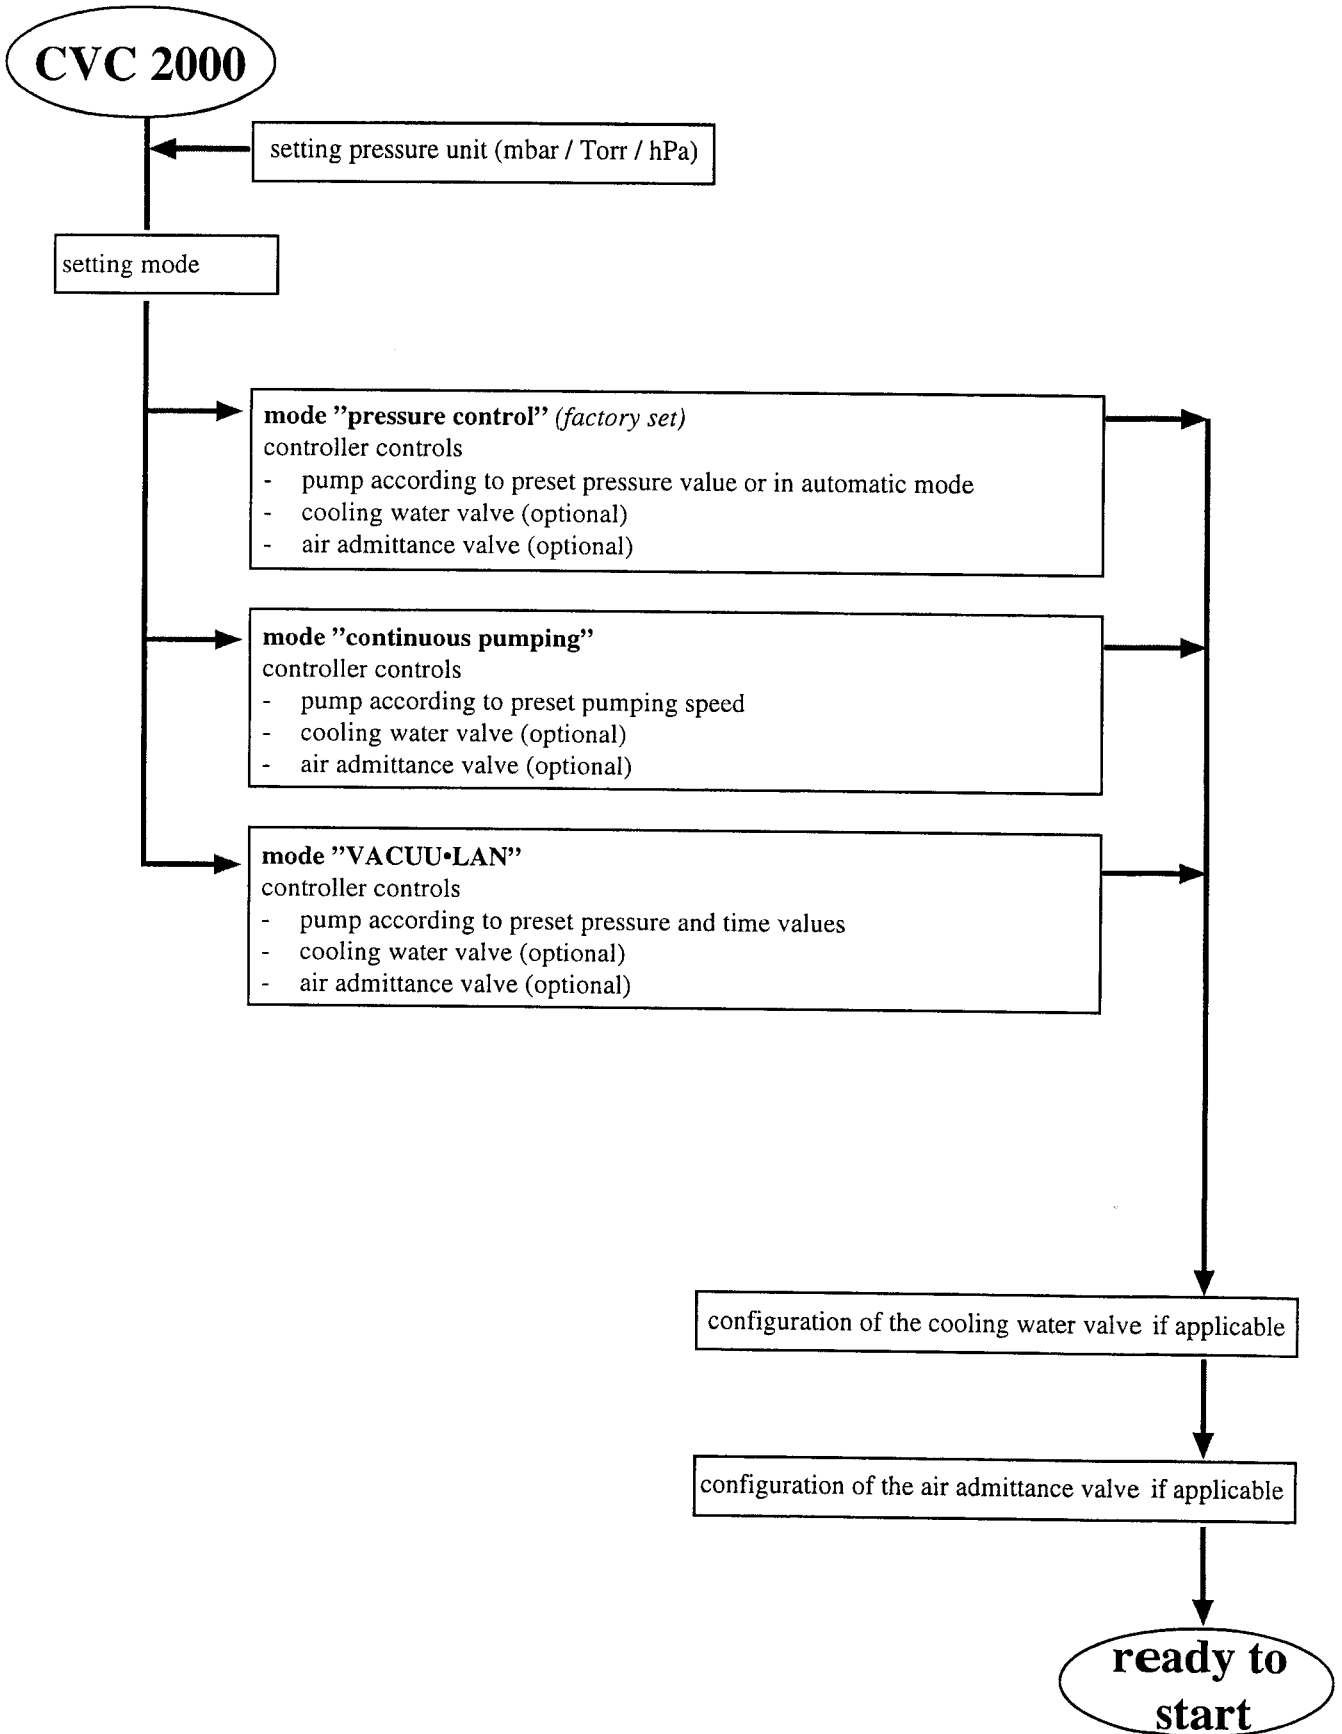 CVC 2000
setting pressure unit (mbar / Torr / hPa)
setting mode
mode ”pressure control” (factory set)
controller controls
- pump according to preset pressure value or in automatic mode
- cooling water valve (optional)
- air admittance valve (optional)
mode ”continuous pumping”
controller controls
- pump according to preset pumping speed
- cooling water valve (optional)
- air admittance valve (optional)
mode ”VACUU•LAN”
controller controls
- pump according to preset pressure and time values
- cooling water valve (optional)
- air admittance valve (optional)
configuration of the cooling water valve if applicable
configuration of the air admittance valve if applicable
ready to
start